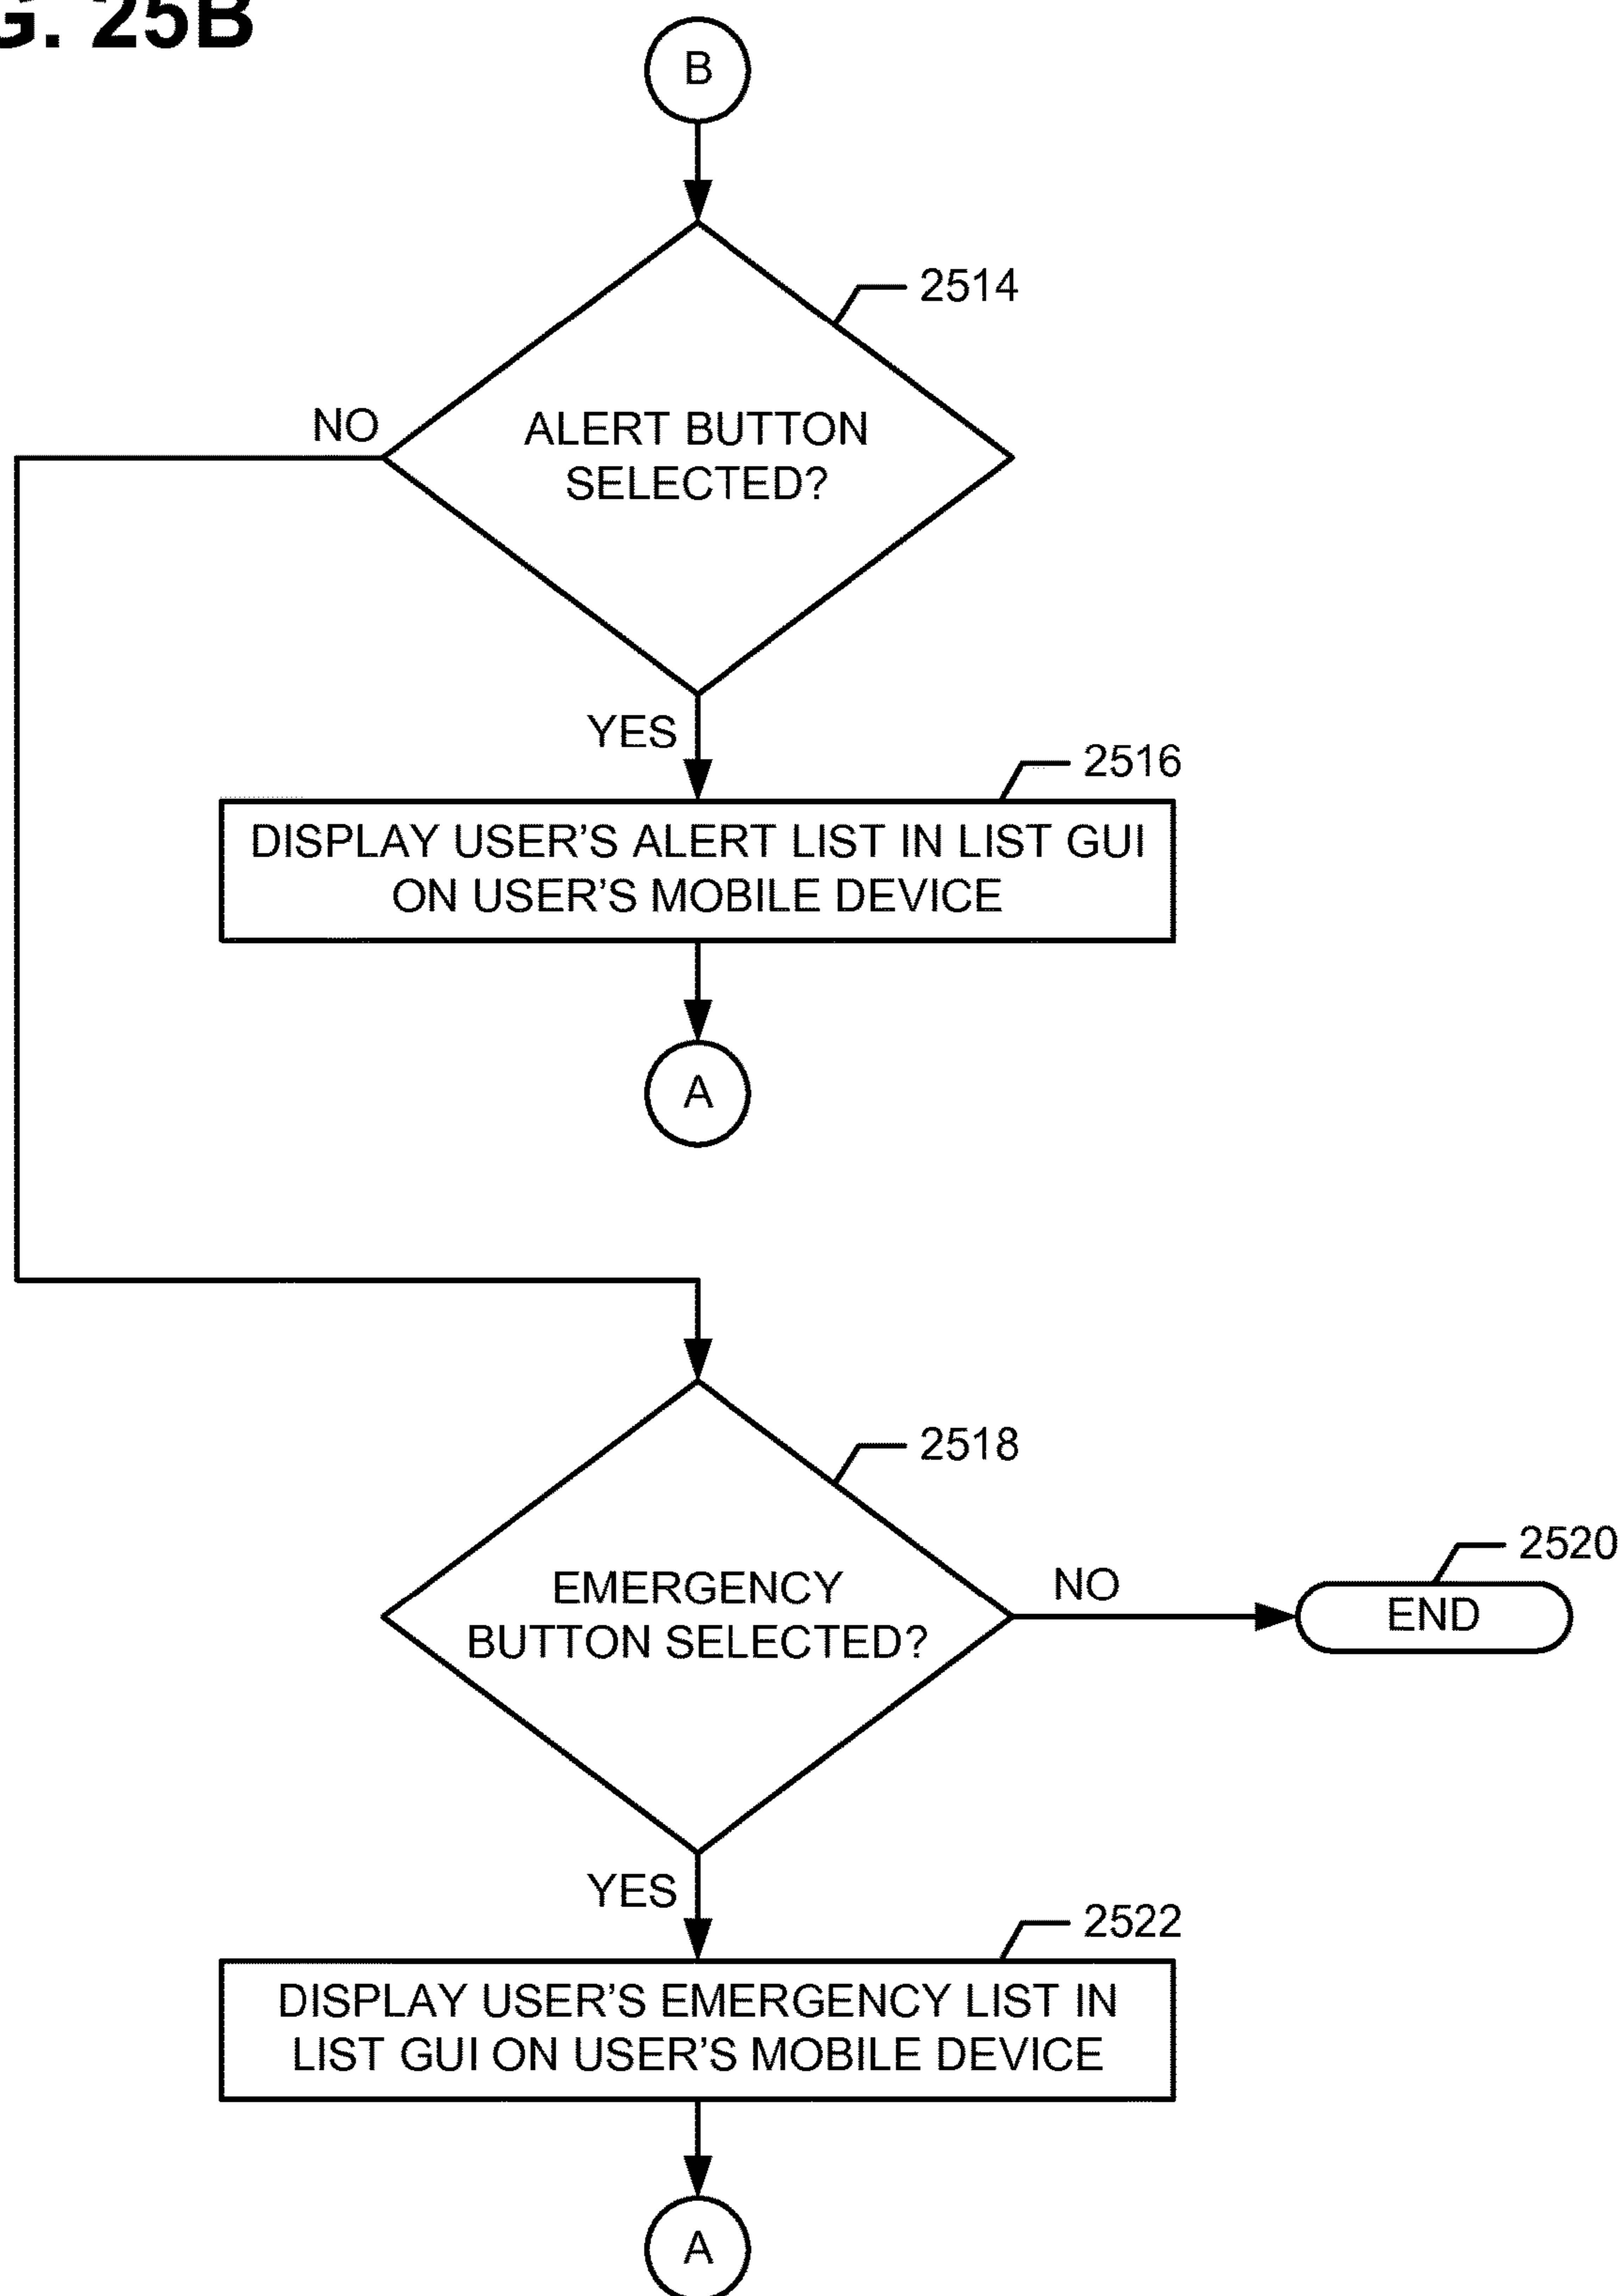 G. 25B
B
2514
NO
ALERT BUTTON
SELECTED?
YES
2516
DISPLAY USER’S ALERT LIST IN LIST GUI
ON USER’S MOBILE DEVICE
A
2518
2520
EMERGENCY
BUTTON SELECTED?
NO
END
YES
2522
DISPLAY USER’S EMERGENCY LIST IN
LIST GUI ON USER’S MOBILE DEVICE
A